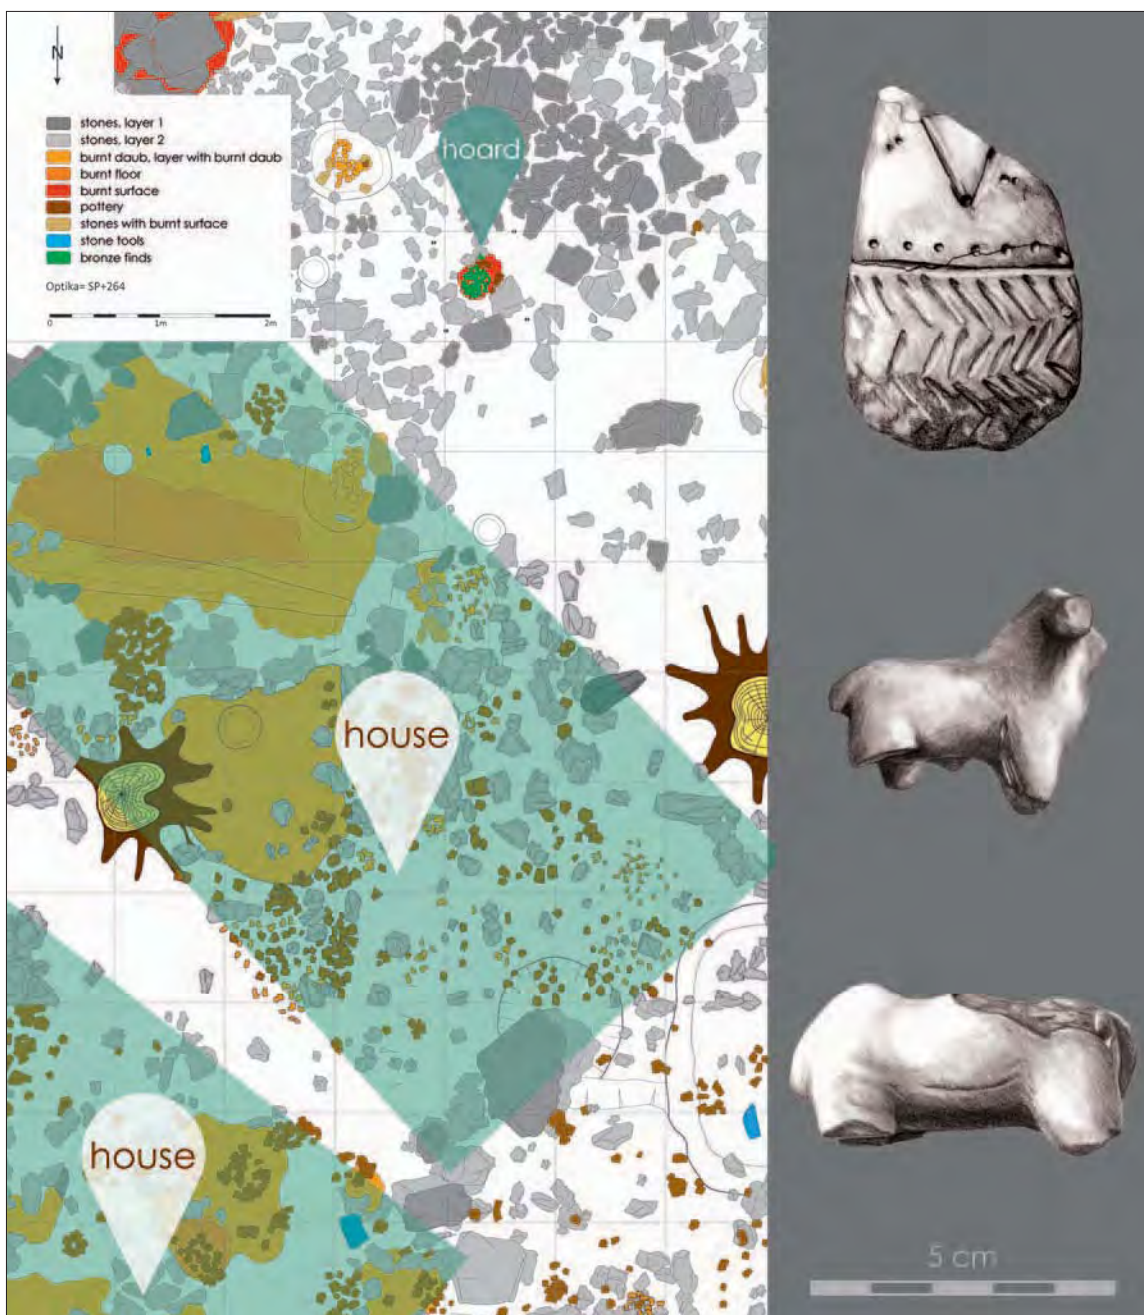 N
stones, layer 1
stones, layer 2
burnt daub, layer with burnt daub
burnt floor
burnt surface
pottery
stones with burnt surface
stone tools
bronze finds
Optika= SP+264
0 1m 2m
hoard
house
house
5 cm